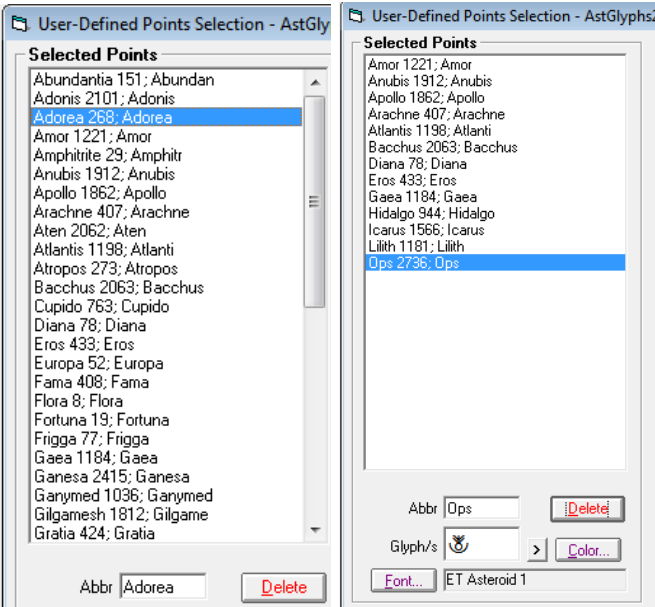 User-Defined Points Selection - AstGly
Selected Points
Abundantia 151; Abundan
Adonis 2101; Adonis
Adorea 268; Adorea
Amor 1221; Amor
Amphitrite 29; Amphitr
Anubis 1912; Anubis
Apollo 1862; Apollo
Arachne 407; Arachne
Aten 2062; Aten
Atlantis 1198; Atlanti
Atropos 273; Atropos
Bacchus 2063; Bacchus
Cupido 763; Cupido
Diana 78; Diana
Eros 433; Eros
Europa 52; Europa
Fama 408; Fama
Flora 8; Flora
Fortuna 19; Fortuna
Frigga 77; Frigga
Gaea 1184; Gaea
Ganesa 2415; Ganesa
Ganymed 1036; Ganymed
Gilgamesh 1812; Gilgame
Gratia 424; Gratia
Abbr Adorea Delete
User-Defined Points Selection - AstGlyphs2
Selected Points
Amor 1221; Amor
Anubis 1912; Anubis
Apollo 1862; Apollo
Arachne 407; Arachne
Atlantis 1198; Atlanti
Bacchus 2063; Bacchus
Diana 78; Diana
Eros 433; Eros
Gaea 1184; Gaea
Hidalgo 944; Hidalgo
Icarus 1566; Icarus
Lilith 1181; Lilith
Ops 2736; Ops
Abbr Ops Delete
Glyph/s > Color...
Font... ET Asteroid 1